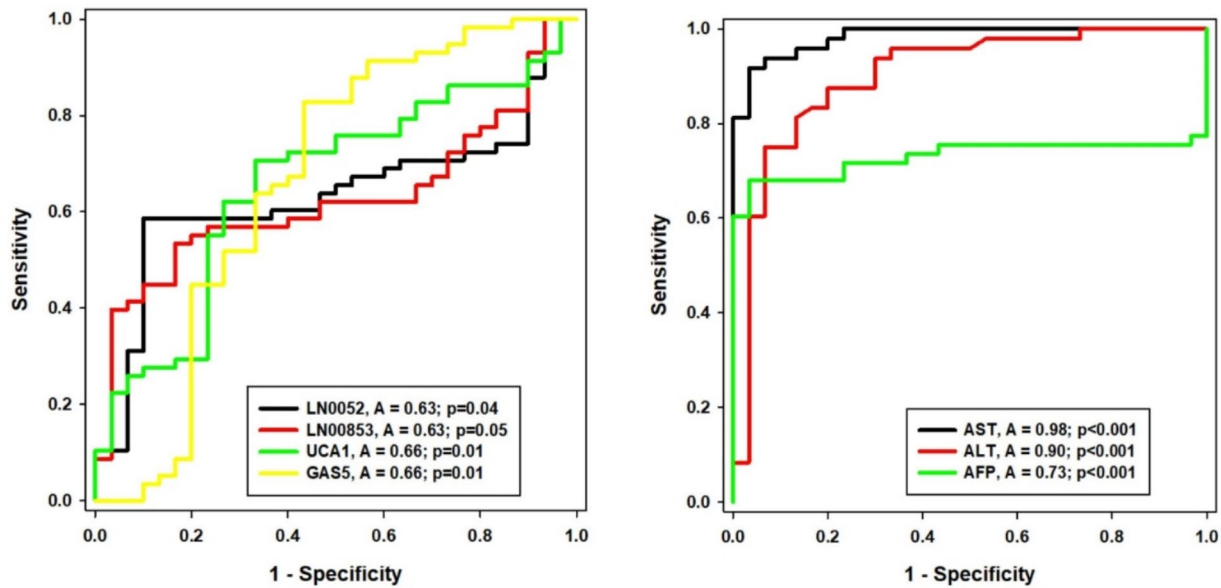 1.0
0.8
0.6
0.4
0.2
0.0
Sensitivity
LN0052, A = 0.63; p=0.04
LN00853, A = 0.63; p=0.05
UCA1, A = 0.66; p=0.01
GAS5, A = 0.66; p=0.01
0.0 0.2 0.4 0.6 0.8 1.0
1 - Specificity
1.0
0.8
0.6
0.4
0.2
0.0
Sensitivity
AST, A = 0.98; p<0.001
ALT, A = 0.90; p<0.001
AFP, A = 0.73; p<0.001
0.0 0.2 0.4 0.6 0.8 1.0
1 - Specificity